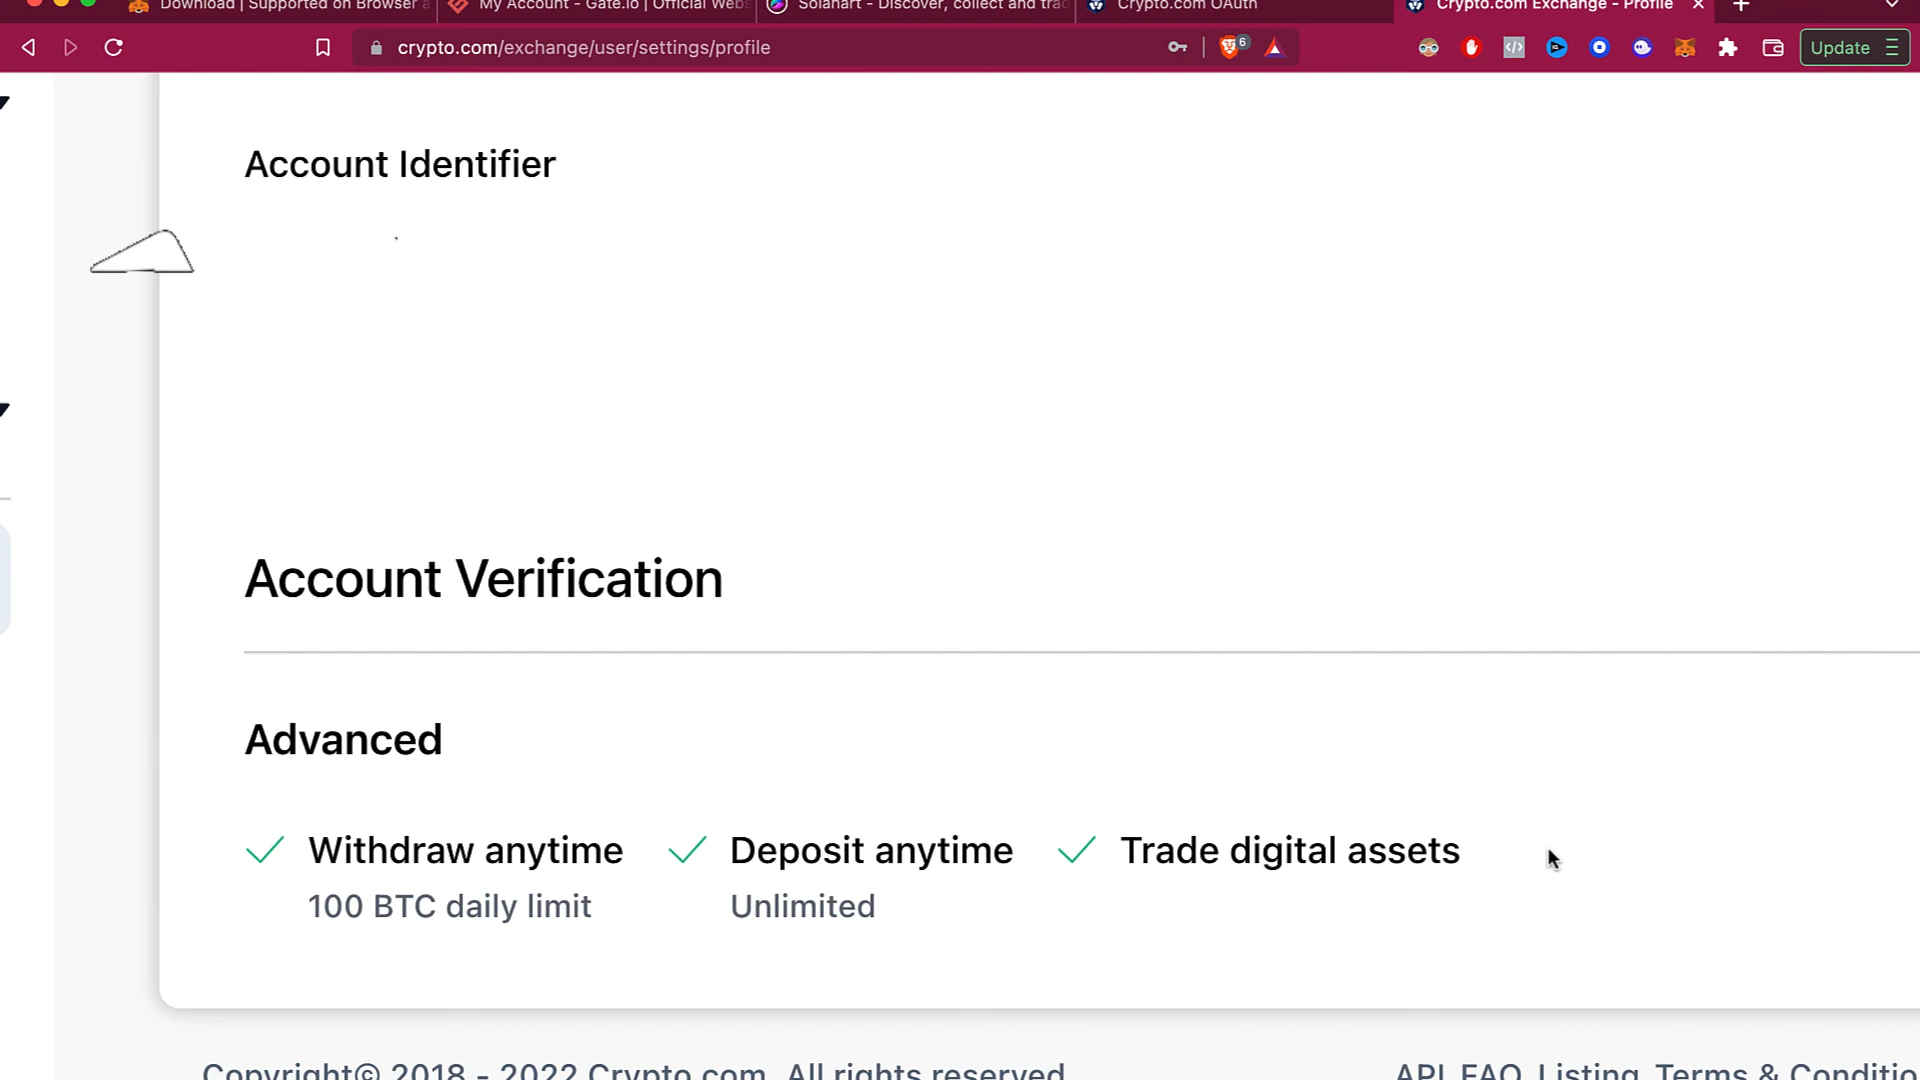 Download | Supported on Browser a
My Account - Gate.io | Official Webs
Solanart - Discover, collect and trad
Crypto.com OAuth
Crypto.com Exchange - Profile
crypto.com/exchange/user/settings/profile
6
Update
Account Identifier
Account Verification
Advanced
Withdraw anytime
100 BTC daily limit
Deposit anytime
Unlimited
Trade digital assets
Copyright© 2018 - 2022 Crypto.com. All rights reserved
API FAQ Listing Terms & Conditio